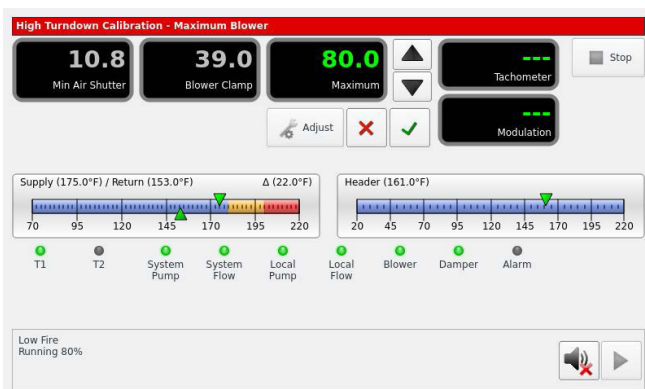 High Turndown Calibration - Maximum Blower
10.8
Min Air Shutter
39.0
Blower Clamp
80.0
Maximum
---
Tachometer
Stop
Adjust
---
Modulation
Supply (175.0°F) / Return (153.0°F) Δ (22.0°F)
70 95 120 145 170 195 220
Header (161.0°F)
20 45 70 95 120 145 170 195 220
T1
T2
System
Pump
System
Flow
Local
Pump
Local
Flow
Blower
Damper
Alarm
Low Fire
Running 80%